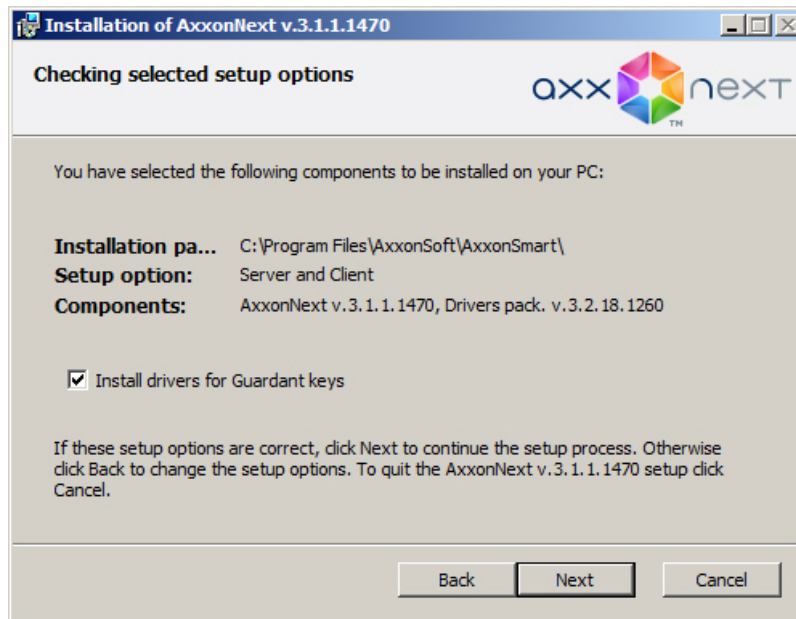 Installation of AxxonNext v.3.1.1.1470
Checking selected setup options
axx next
TM
You have selected the following components to be installed on your PC:
Installation pa... C:\Program Files\AxxonSoft\AxxonSmart\
Setup option: Server and Client
Components: AxxonNext v.3.1.1.1470, Drivers pack. v.3.2.18.1260
Install drivers for Guardant keys
If these setup options are correct, click Next to continue the setup process. Otherwise
click Back to change the setup options. To quit the AxxonNext v.3.1.1.1470 setup click
Cancel.
Back Next Cancel